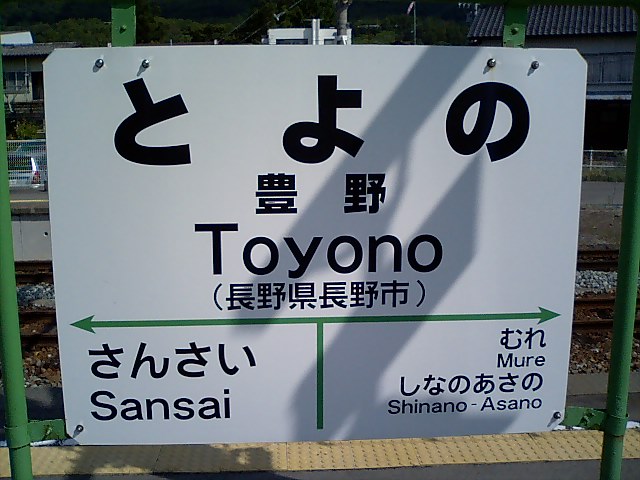 とよの
豊野
Toyono
（長野県長野市）
さんさい
Sansai
むれ
Mure
しなのあさの
Shinano-Asano